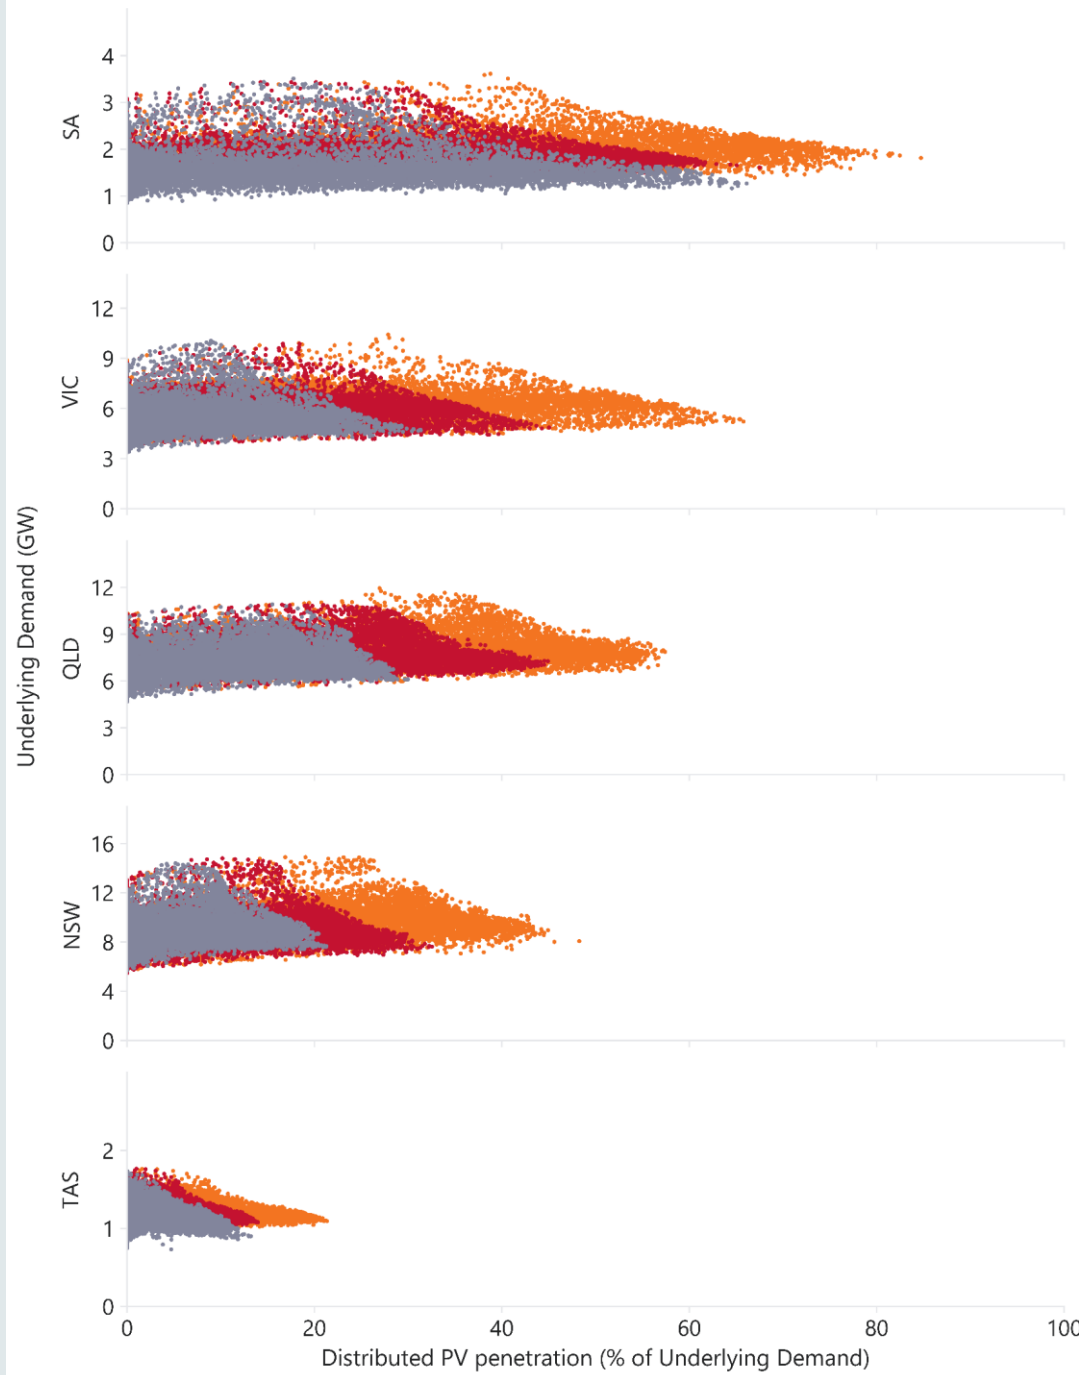 SA
4
3
2
1
0
VIC
12
9
6
3
0
Underlying Demand (GW)
QLD
12
9
6
3
0
NSW
16
12
8
4
0
TAS
2
1
0
0 20 40 60 80 100
Distributed PV penetration (% of Underlying Demand)